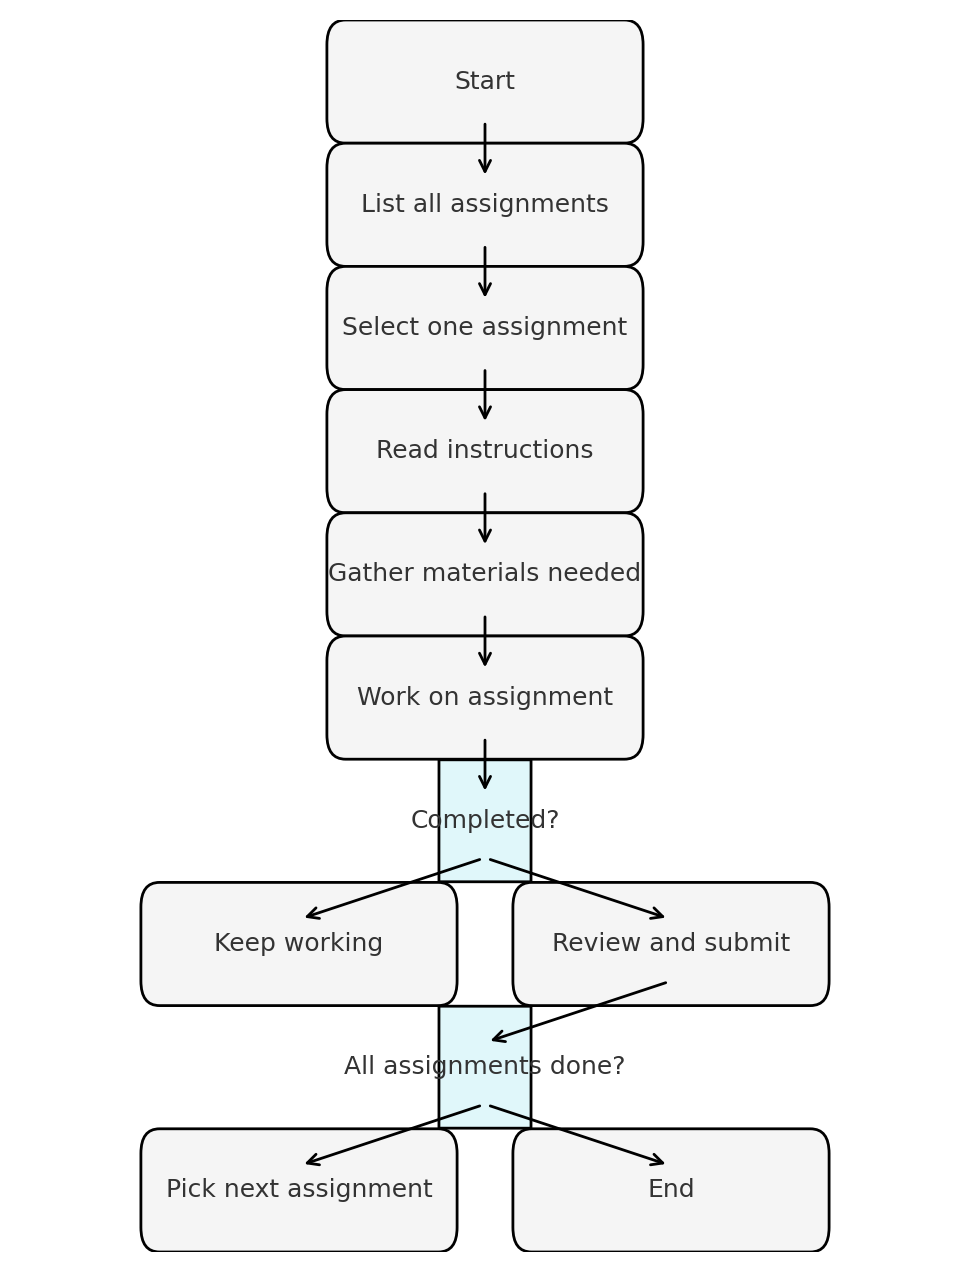 Start
List all assignments
Select one assignment
Read instructions
Gather materials needed
Work on assignment
Completed?
Keep working
Review and submit
All assignments done?
Pick next assignment
End